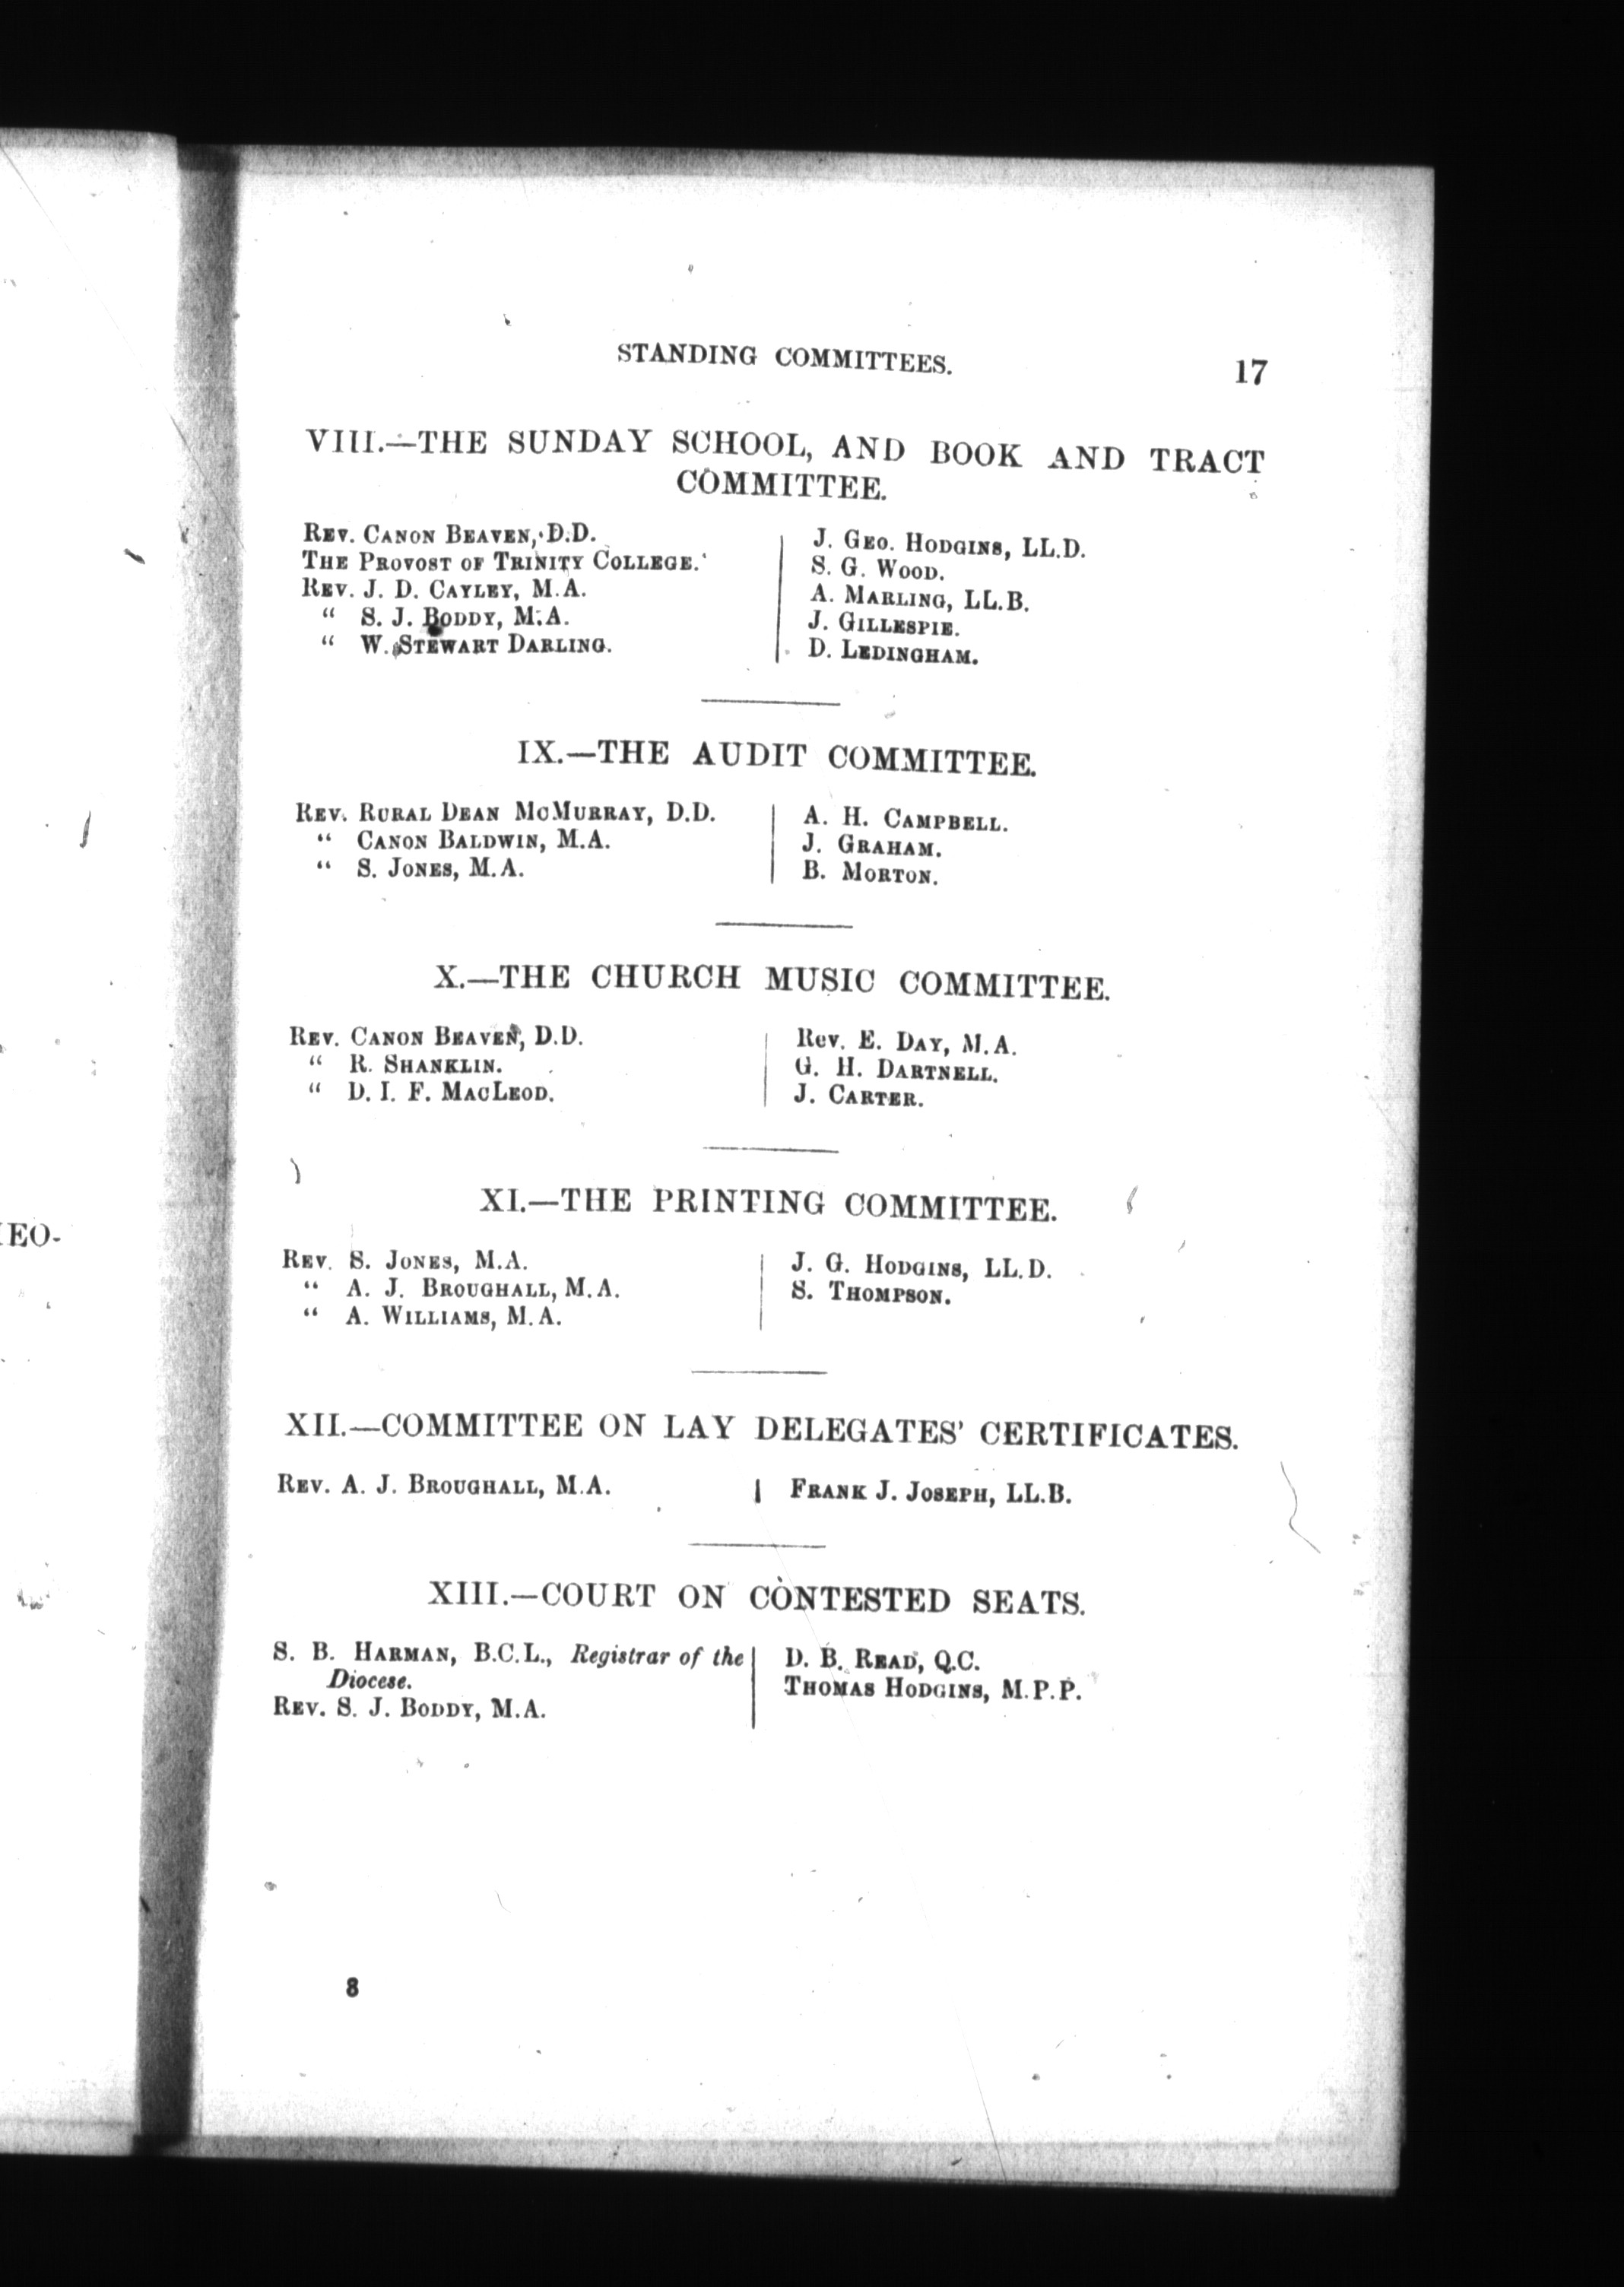 STANDING COMMITTEES. 17
VIII.—THE SUNDAY SCHOOL, AND BOOK AND TRACT
COMMITTEE.
REV. CANON BEAVEN, D.D.
THE PROVOST OF TRINITY COLLEGE.
REV. J. D. CAYLEY, M.A.
“ S. J. BODDY, M.A.
“ W. STEWART DARLING.
J. GEO. HODGINS, LL.D.
S. G. WOOD.
A. MARLING, LL.B.
J. GILLESPIE.
D. LEDINGHAM.
IX.—THE AUDIT COMMITTEE.
REV. RURAL DEAN MCMURRAY, D.D.
“ CANON BALDWIN, M.A.
“ S. JONES, M.A.
A. H. CAMPBELL.
J. GRAHAM.
B. MORTON.
X.—THE CHURCH MUSIC COMMITTEE.
REV. CANON BEAVEN, D.D.
“ R. SHANKLIN.
“ D. I. F. MACLEOD.
Rev. E. DAY, M.A.
G. H. DARTNELL.
J. CARTER.
XI.—THE PRINTING COMMITTEE.
REV. S. JONES, M.A.
“ A. J. BROUGHALL, M.A.
“ A. WILLIAMS, M.A.
J. G. HODGINS, LL.D.
S. THOMPSON.
XII.—COMMITTEE ON LAY DELEGATES’ CERTIFICATES.
REV. A. J. BROUGHALL, M.A.
FRANK J. JOSEPH, LL.B.
XIII.—COURT ON CONTESTED SEATS.
S. B. HARMAN, B.C.L., Registrar of the
Diocese.
REV. S. J. BODDY, M.A.
D. B. READ, Q.C.
THOMAS HODGINS, M.P.P.
8
EO-